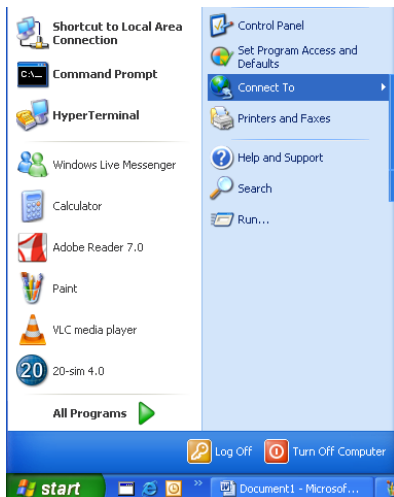 Shortcut to Local Area
Connection
C:\_
Command Prompt
HyperTerminal
Windows Live Messenger
Calculator
Adobe Reader 7.0
Paint
VLC media player
20
20-sim 4.0
All Programs
Control Panel
Set Program Access and
Defaults
Connect To
Printers and Faxes
Help and Support
Search
Run...
Log Off
Turn Off Computer
start
»
Document1 - Microsof...